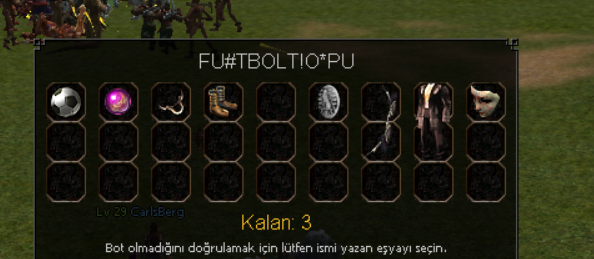 FU#TBOLT!O*PU
Lv 29 CarlsBerg
Kalan: 3
Bot olmadığını doğrulamak için lütfen ismi yazan eşyayı seçin.